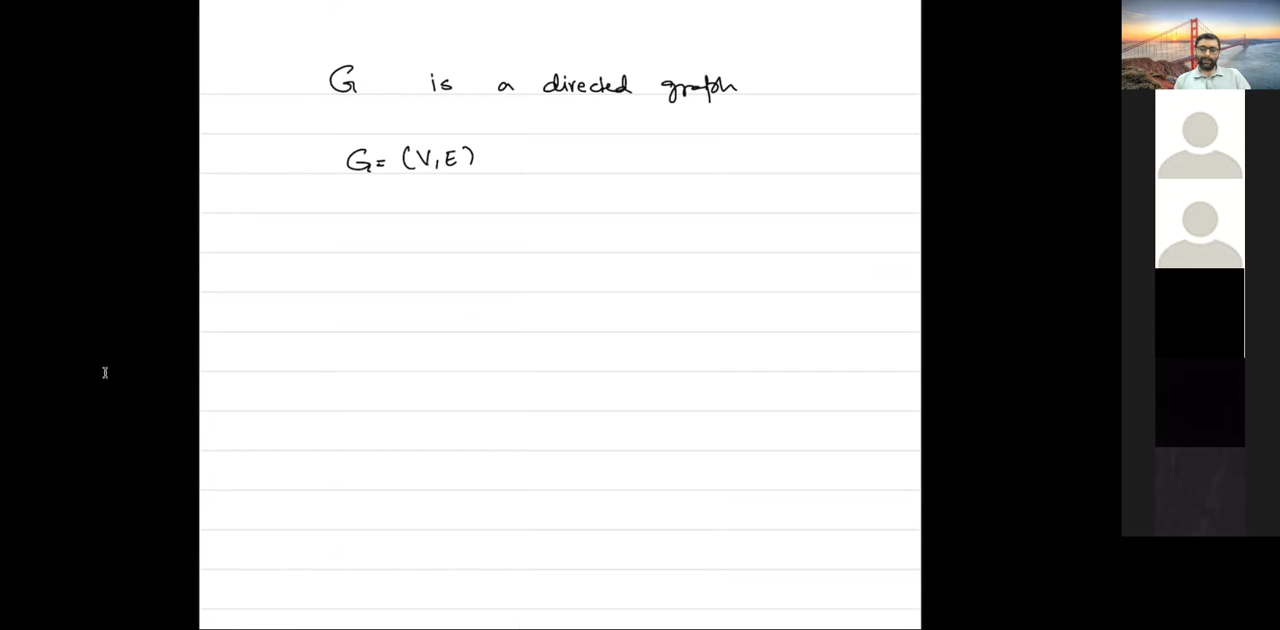 G is a directed graph
G = (V, E)